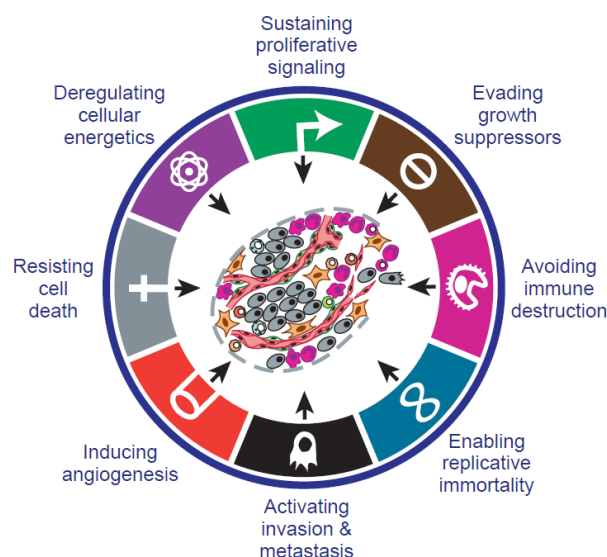 Sustaining
proliferative
signaling
Evading
growth
suppressors
Avoiding
immune
destruction
Enabling
replicative
immortality
Activating
invasion &
metastasis
Inducing
angiogenesis
Resisting
cell
death
Deregulating
cellular
energetics